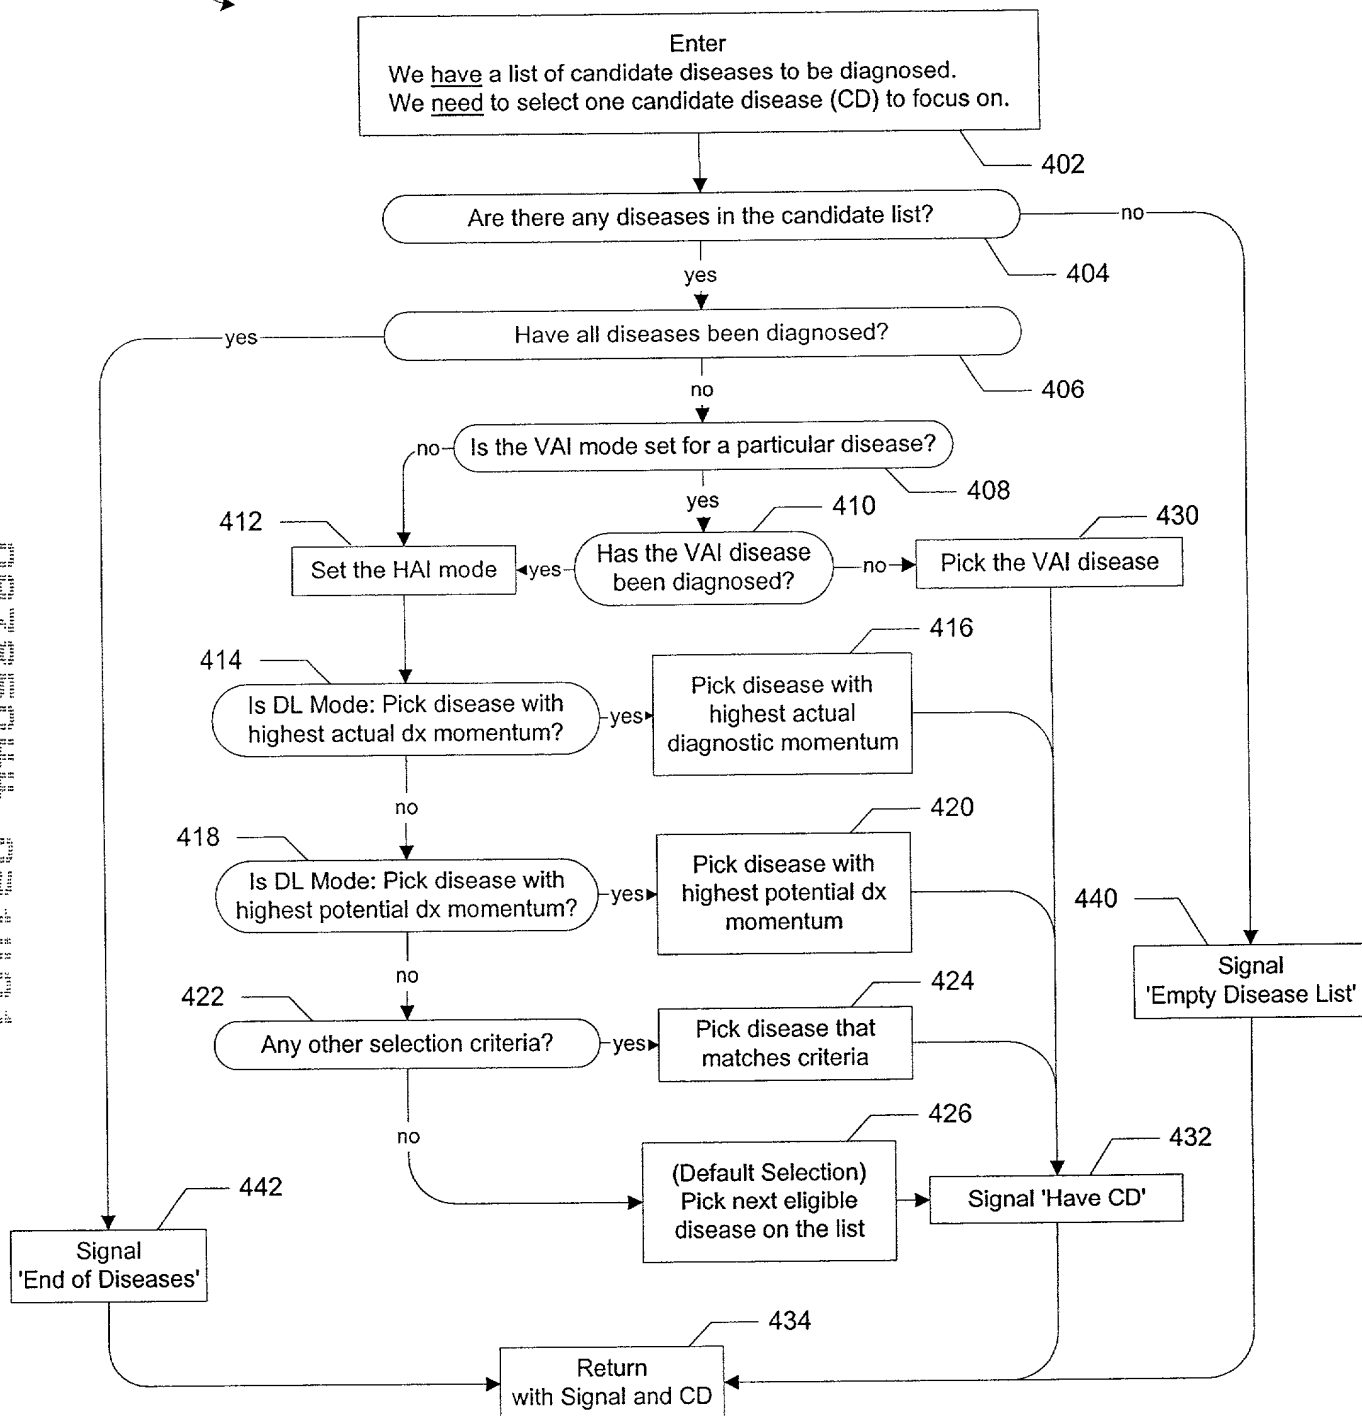 Enter
We have a list of candidate diseases to be diagnosed.
We need to select one candidate disease (CD) to focus on.
402
Are there any diseases in the candidate list?
no
404
yes
Have all diseases been diagnosed?
yes
406
no
Is the VAI mode set for a particular disease?
no
408
yes
410
412
430
Set the HAI mode
yes
Has the VAI disease
been diagnosed?
no
Pick the VAI disease
414
416
Is DL Mode: Pick disease with
highest actual dx momentum?
yes
Pick disease with
highest actual
diagnostic momentum
no
418
420
Is DL Mode: Pick disease with
highest potential dx momentum?
yes
Pick disease with
highest potential dx
momentum
440
no
Signal
'Empty Disease List'
422
424
Any other selection criteria?
yes
Pick disease that
matches criteria
no
426
432
(Default Selection)
Pick next eligible
disease on the list
Signal 'Have CD'
442
Signal
'End of Diseases'
434
Return
with Signal and CD